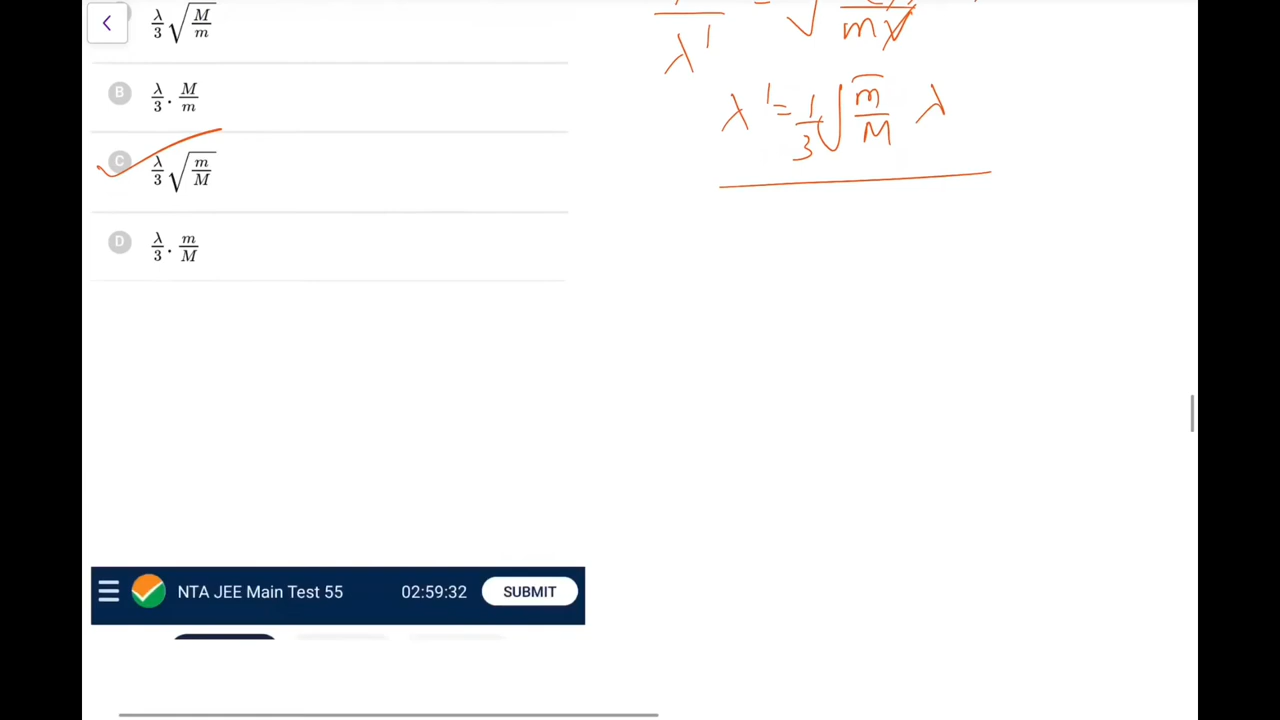 λ/3 √(M/m)
B λ/3 . M/m
C λ/3 √(m/M)
D λ/3 . m/M
λ' = √ m
λ' = 1/3 √(m/M) λ
NTA JEE Main Test 55 02:59:32 SUBMIT